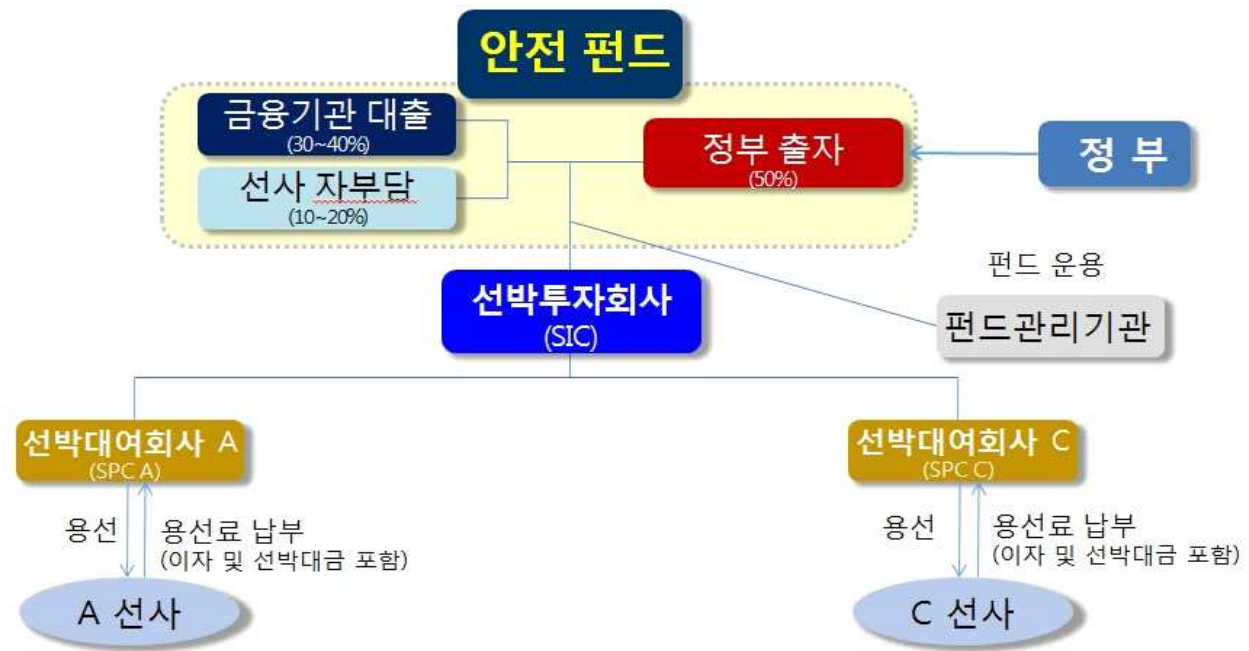 안전 펀드
금융기관 대출
(30~40%)
선사 자부담
(10~20%)
정부 출자
(50%)
정 부
펀드 운용
펀드관리기관
선박투자회사
(SIC)
선박대여회사 A
(SPC A)
선박대여회사 C
(SPC C)
용선
용선료 납부
(이자 및 선박대금 포함)
용선
용선료 납부
(이자 및 선박대금 포함)
A 선사
C 선사